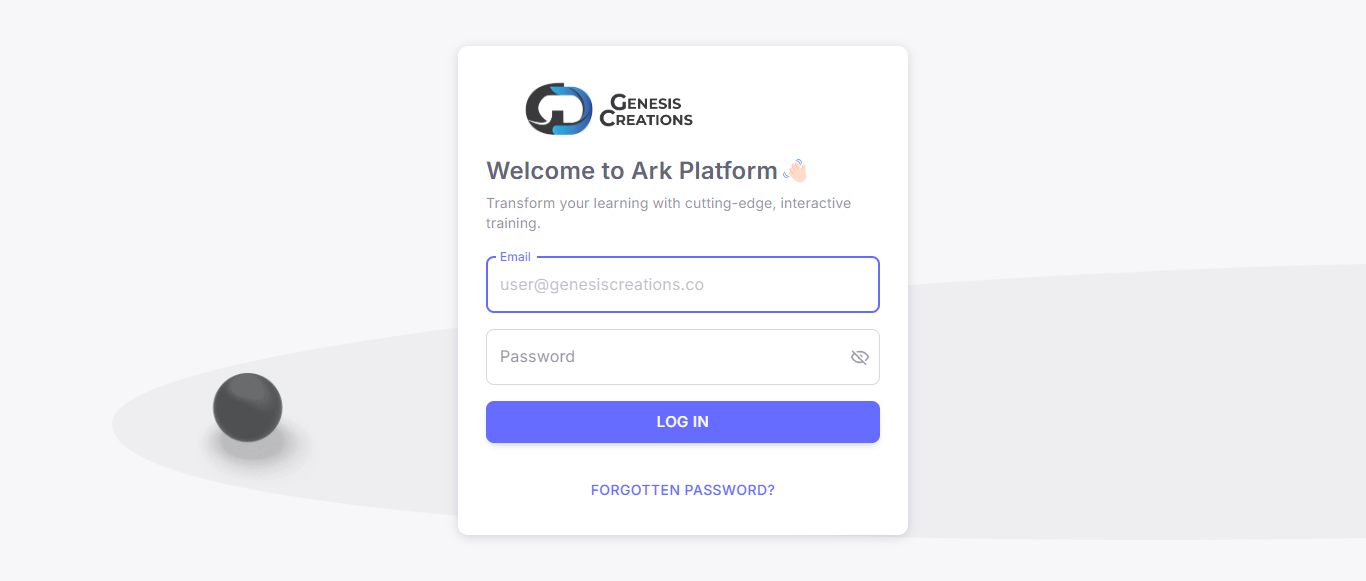 GENESIS
CREATIONS
Welcome to Ark Platform 👋🏻
Transform your learning with cutting-edge, interactive
training.
Email
user@genesiscreations.co
Password
LOG IN
FORGOTTEN PASSWORD?